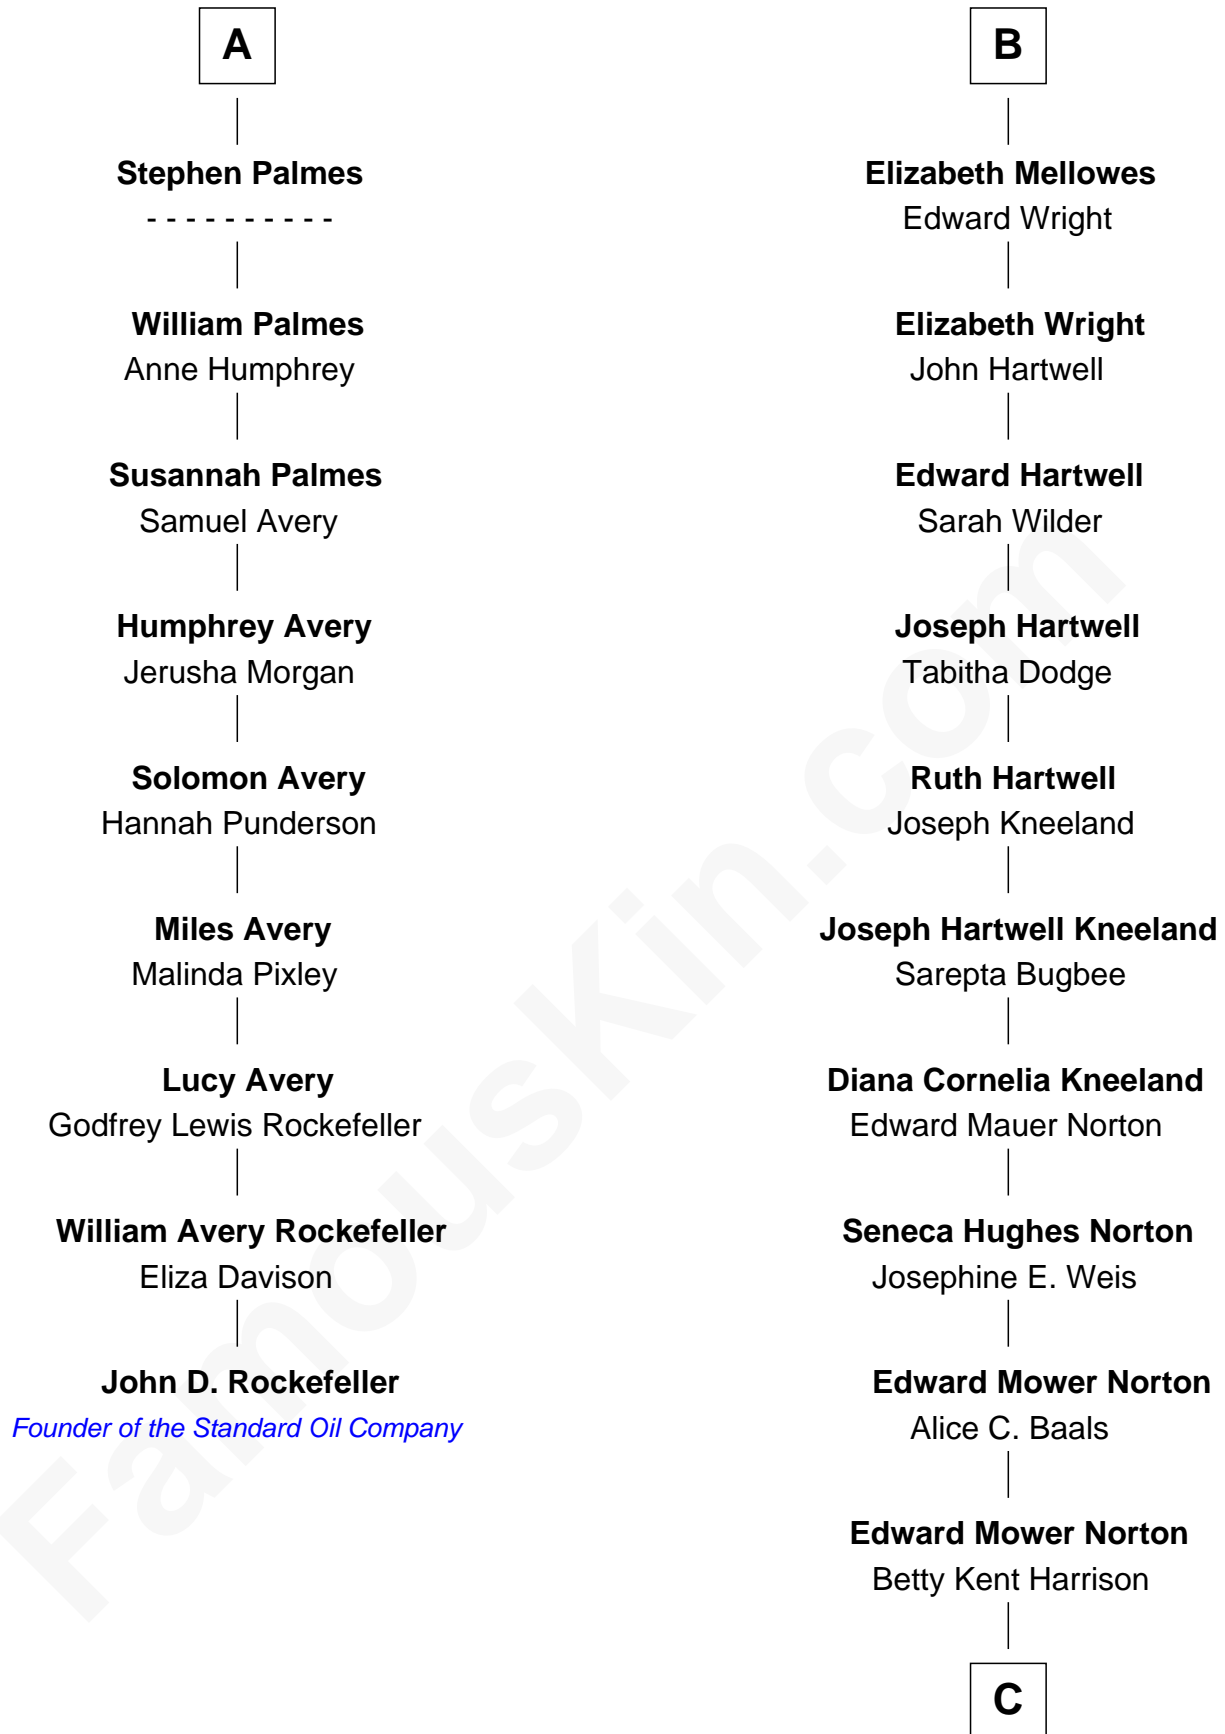 A
Stephen Palmes
- - - - - - - - - -
William Palmes
Anne Humphrey
Susannah Palmes
Samuel Avery
Humphrey Avery
Jerusha Morgan
Solomon Avery
Hannah Punderson
Miles Avery
Malinda Pixley
Lucy Avery
Godfrey Lewis Rockefeller
William Avery Rockefeller
Eliza Davison
John D. Rockefeller
Founder of the Standard Oil Company
B
Elizabeth Mellowes
Edward Wright
Elizabeth Wright
John Hartwell
Edward Hartwell
Sarah Wilder
Joseph Hartwell
Tabitha Dodge
Ruth Hartwell
Joseph Kneeland
Joseph Hartwell Kneeland
Sarepta Bugbee
Diana Cornelia Kneeland
Edward Mauer Norton
Seneca Hughes Norton
Josephine E. Weis
Edward Mower Norton
Alice C. Baals
Edward Mower Norton
Betty Kent Harrison
C
FamousKin.com